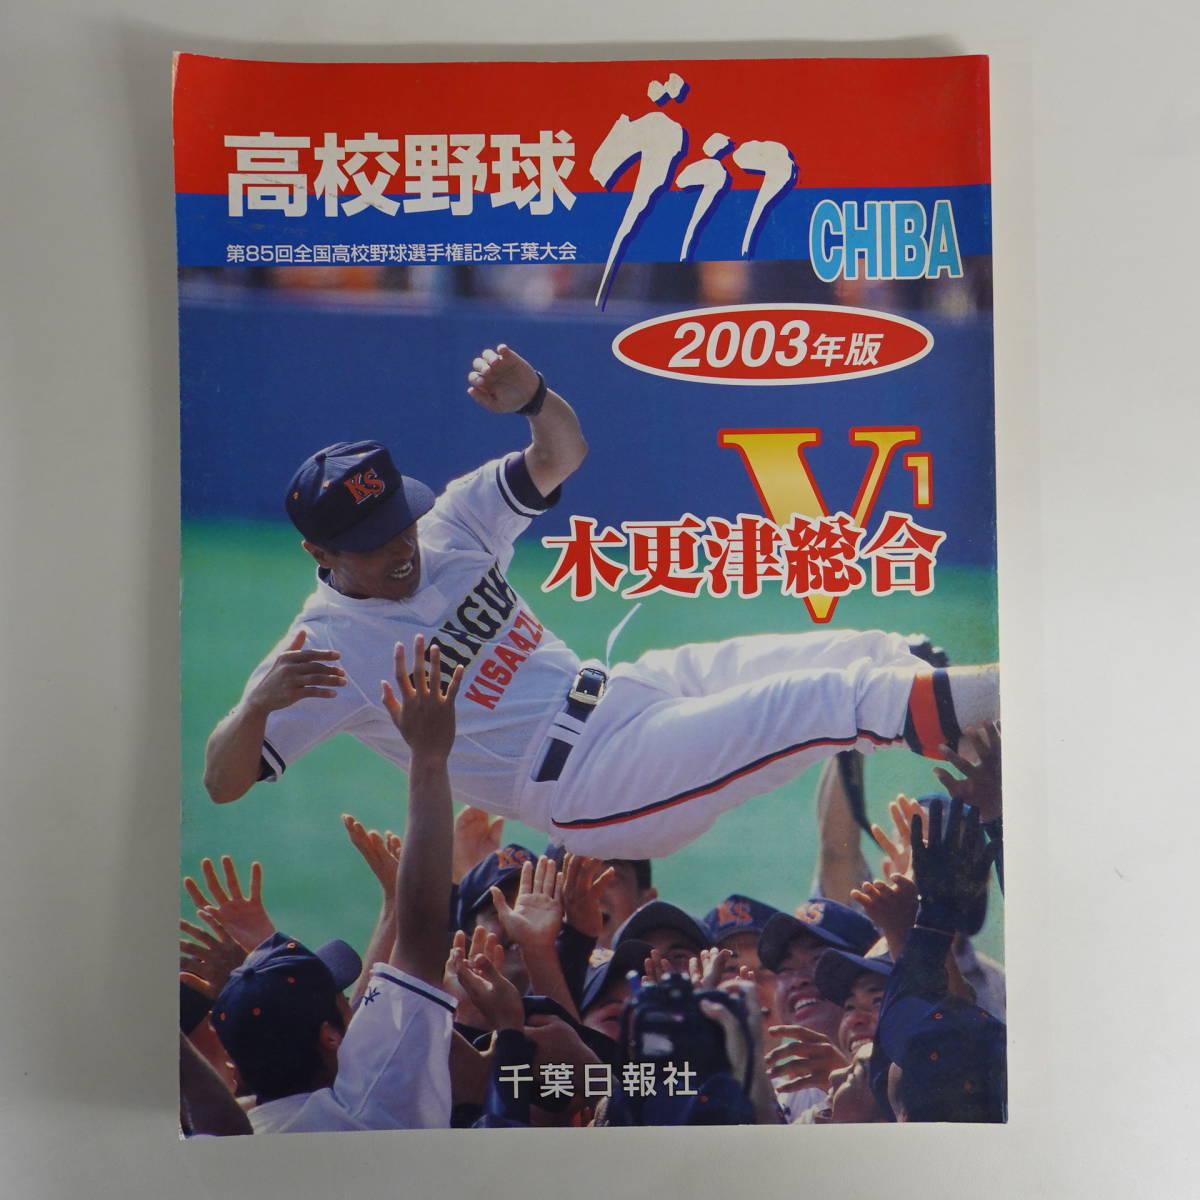 高校野球グラフ
CHIBA
第85回全国高校野球選手権記念千葉大会
2003年版
V1
木更津総合
KS
KISAAZU
KS
千葉日報社